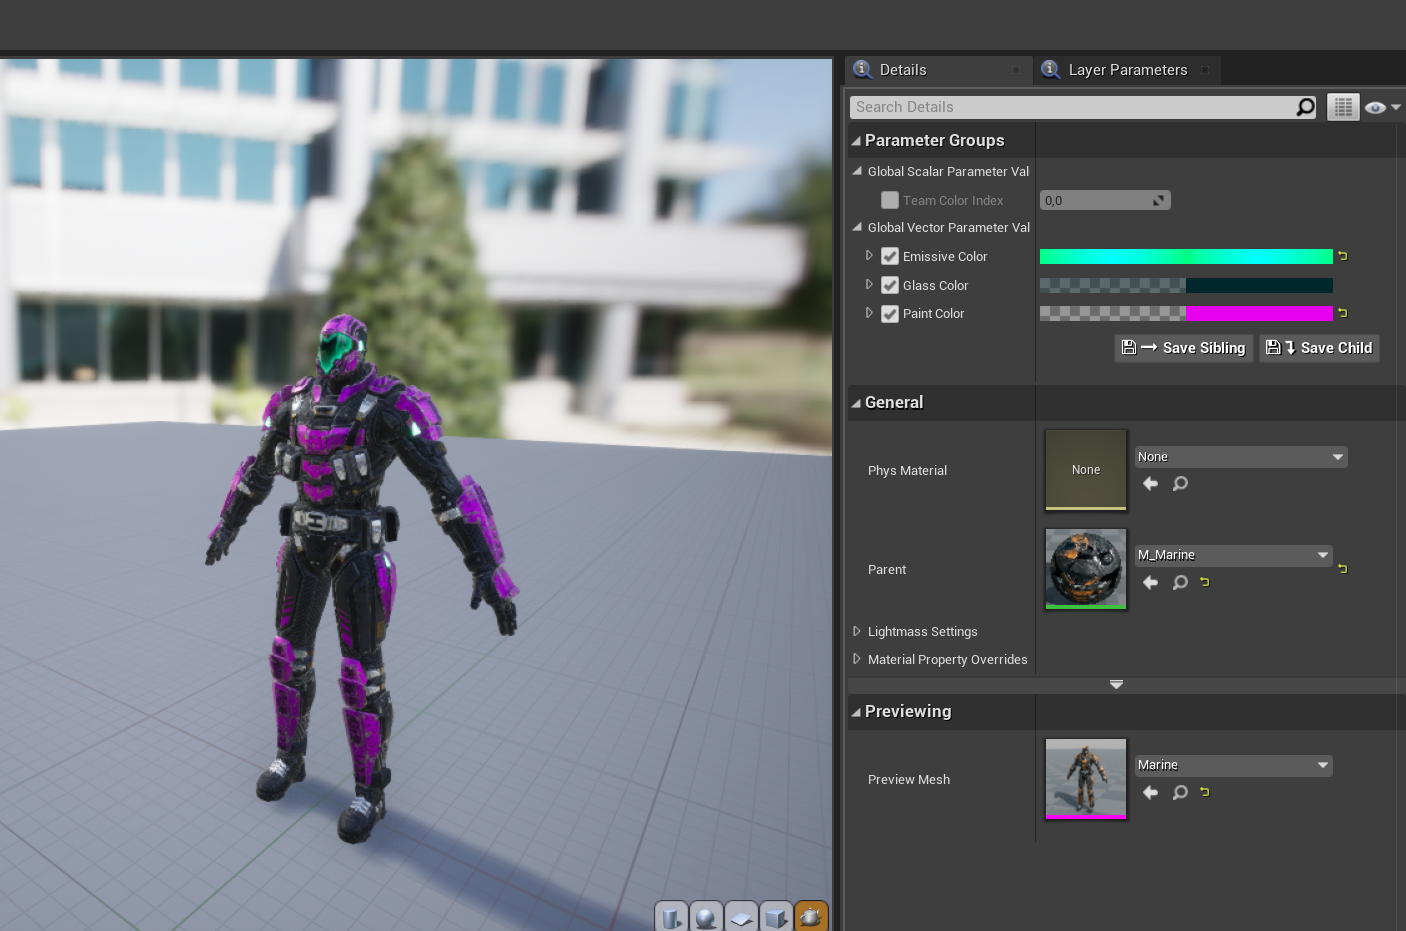 Details
Layer Parameters
Search Details
Parameter Groups
Global Scalar Parameter Val
Team Color Index
0,0
Global Vector Parameter Val
Emissive Color
Glass Color
Paint Color
Save Sibling
Save Child
General
Phys Material
None
None
Parent
M_Marine
Lightmass Settings
Material Property Overrides
Previewing
Preview Mesh
Marine